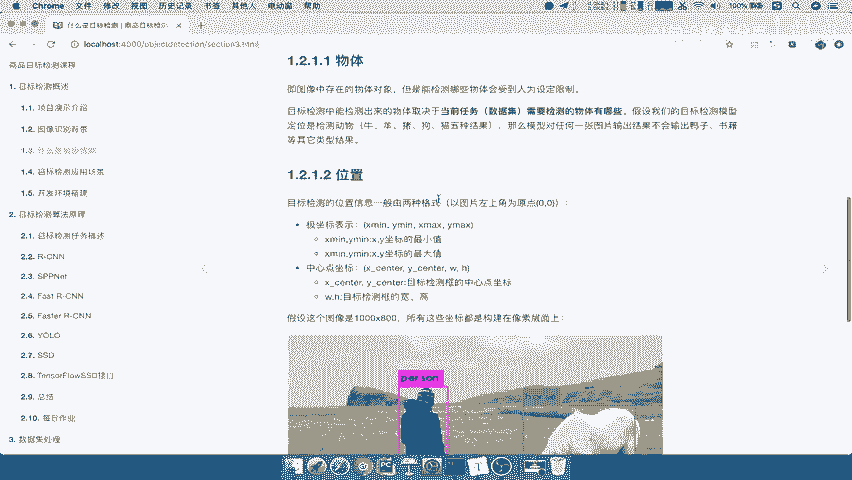 Chrome 文件 修改 视图 历史记录 书签 其他人 电动窗 帮助
什么是目标检测 | 商品目标检测
localhost:4000/objectdetection/section3.html
商品目标检测课程
1. 目标检测概述
1.1. 项目演示介绍
1.2. 图像识别背景
1.4. 目标检测应用场景
1.5. 开发环境搭建
2. 目标检测算法原理
2.1. 目标检测任务概述
2.2. R-CNN
2.3. SPPNet
2.4. Fast R-CNN
2.5. Faster R-CNN
2.6. YOLO
2.7. SSD
2.8. TensorFlowSSD接口
2.9. 总结
2.10. 每日作业
3. 数据集处理
1.2.1.1 物体
即图像中存在的物体对象，但是能检测哪些物体会受到人为设定限制。
目标检测中能检测出来的物体取决于当前任务（数据集）需要检测的物体有哪些。假设我们的目标检测模型
定位是检测动物（牛、羊、猪、狗、猫五种结果），那么模型对任何一张图片输出结果不会输出鸭子、书籍
等其它类型结果。
1.2.1.2 位置
目标检测的位置信息一般由两种格式（以图片左上角为原点(0,0)）：
极坐标表示：(xmin, ymin, xmax, ymax)
xmin,ymin:x,y坐标的最小值
xmin,ymin:x,y坐标的最大值
中心点坐标：(x_center, y_center, w, h)
x_center, y_center:目标检测框的中心点坐标
w,h:目标检测框的宽、高
假设这个图像是1000x800，所有这些坐标都是构建在像素层面上：
person